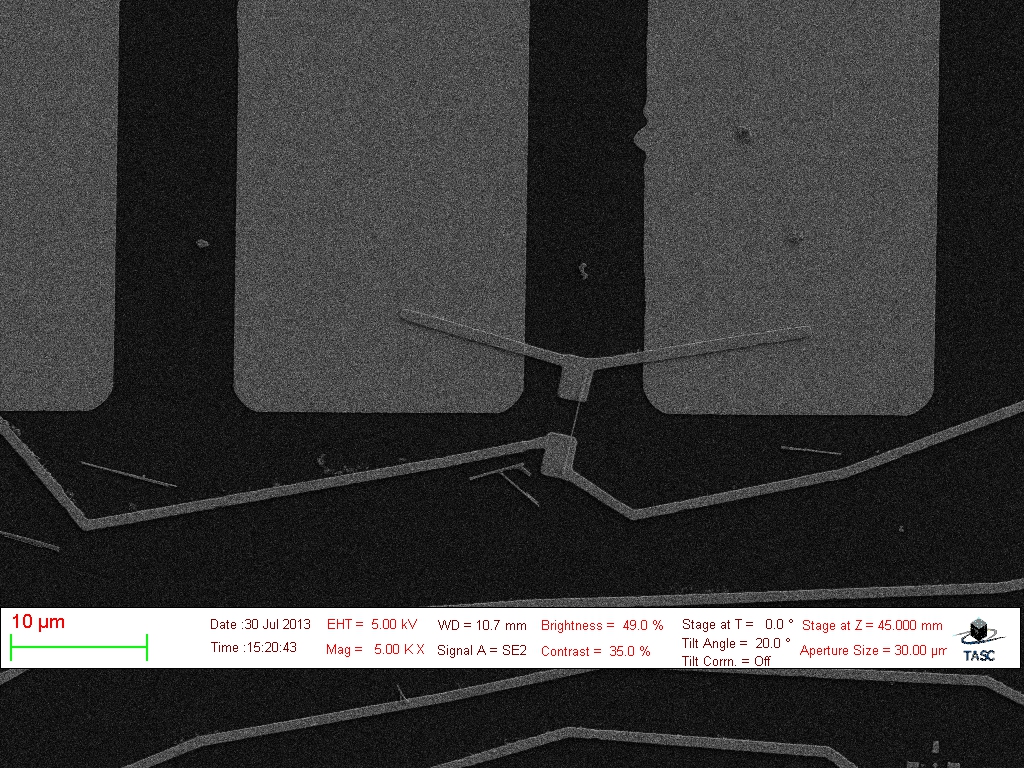 10 µm
Date :30 Jul 2013
Time :15:20:43
EHT = 5.00 kV
Mag = 5.00 K X
WD = 10.7 mm
Signal A = SE2
Brightness = 49.0 %
Contrast = 35.0 %
Stage at T = 0.0 °
Tilt Angle = 20.0 °
Tilt Corrn. = Off
Stage at Z = 45.000 mm
Aperture Size = 30.00 µm
TASC